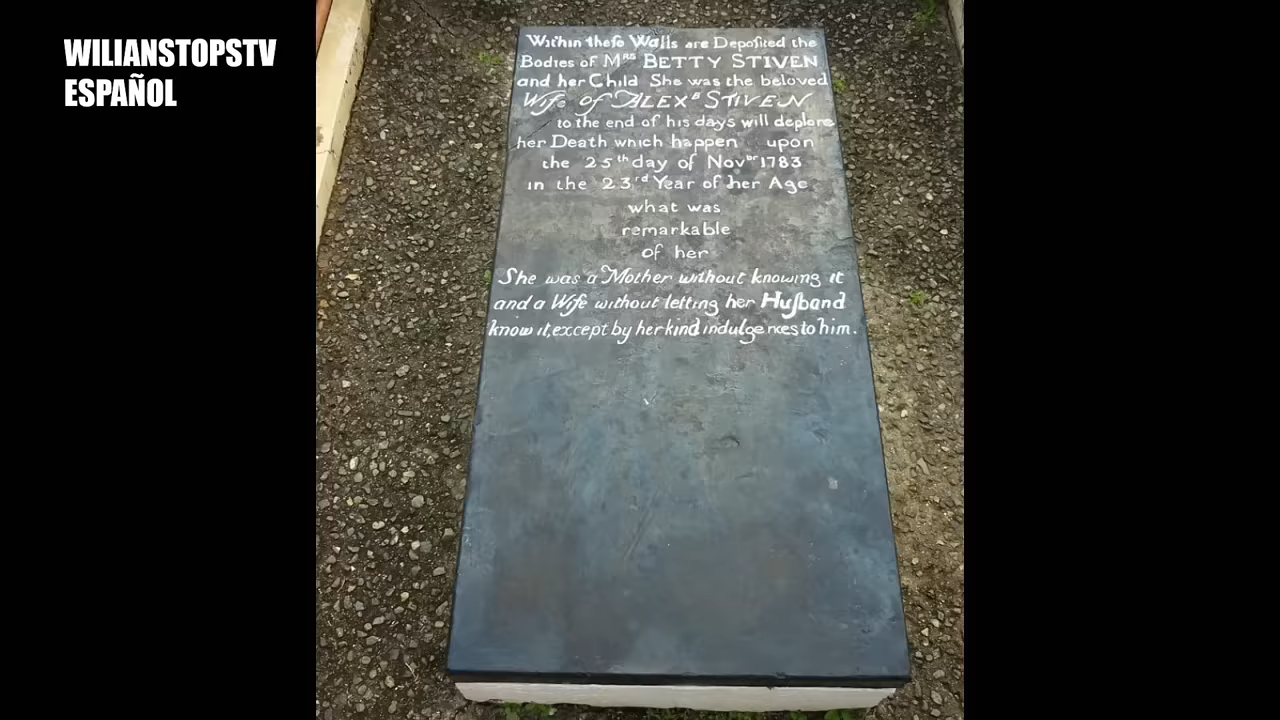 WILIANSTOPSTV
ESPAÑOL
Within theſe Walls are Depoſited the
Bodies of Mrs BETTY STIVEN
and her Child She was the beloved
Wife of ALEXB STIVEN
to the end of his days will deplore
her Death which happen upon
the 25th day of Novbr 1783
in the 23rd Year of her Age
what was
remarkable
of her
She was a Mother without knowing it
and a Wife without letting her Huſband
know it, except by her kind indulgences to him.